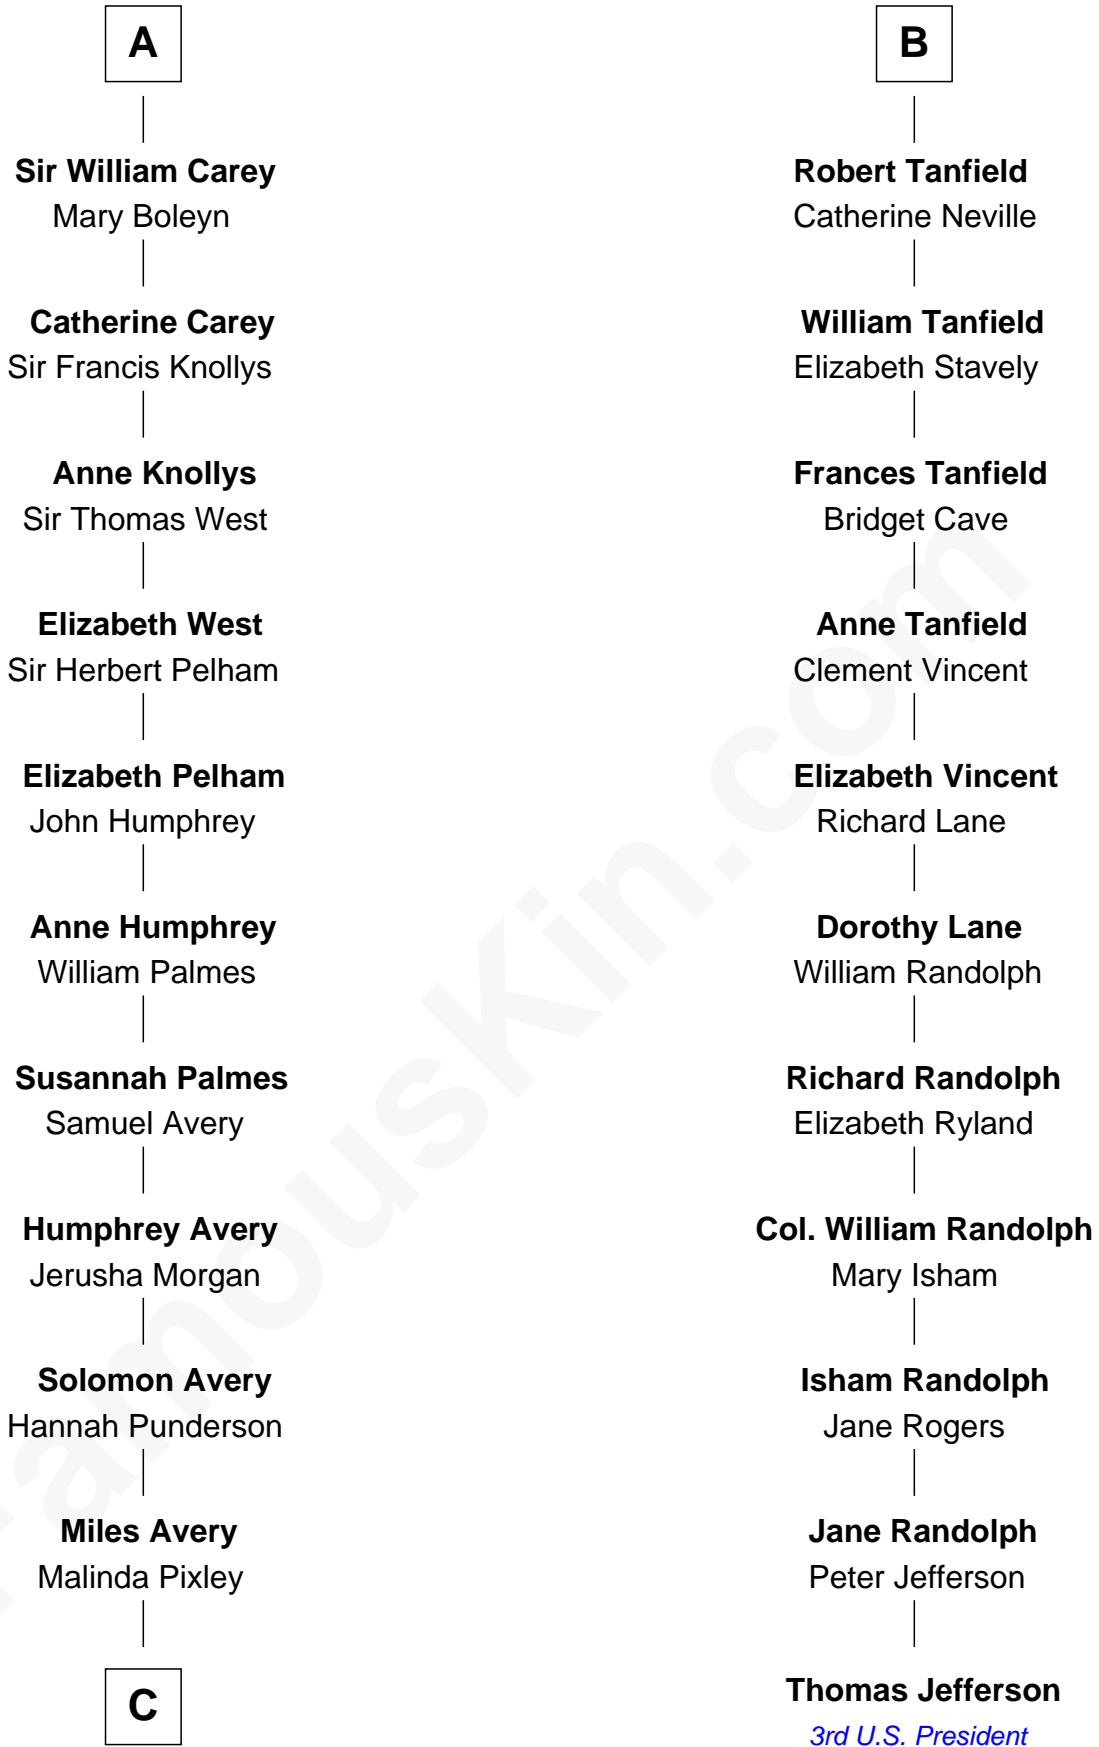 A
Sir William Carey
Mary Boleyn
Catherine Carey
Sir Francis Knollys
Anne Knollys
Sir Thomas West
Elizabeth West
Sir Herbert Pelham
Elizabeth Pelham
John Humphrey
Anne Humphrey
William Palmes
Susannah Palmes
Samuel Avery
Humphrey Avery
Jerusha Morgan
Solomon Avery
Hannah Punderson
Miles Avery
Malinda Pixley
C
B
Robert Tanfield
Catherine Neville
William Tanfield
Elizabeth Stavely
Frances Tanfield
Bridget Cave
Anne Tanfield
Clement Vincent
Elizabeth Vincent
Richard Lane
Dorothy Lane
William Randolph
Richard Randolph
Elizabeth Ryland
Col. William Randolph
Mary Isham
Isham Randolph
Jane Rogers
Jane Randolph
Peter Jefferson
Thomas Jefferson
3rd U.S. President
FamousKin.com